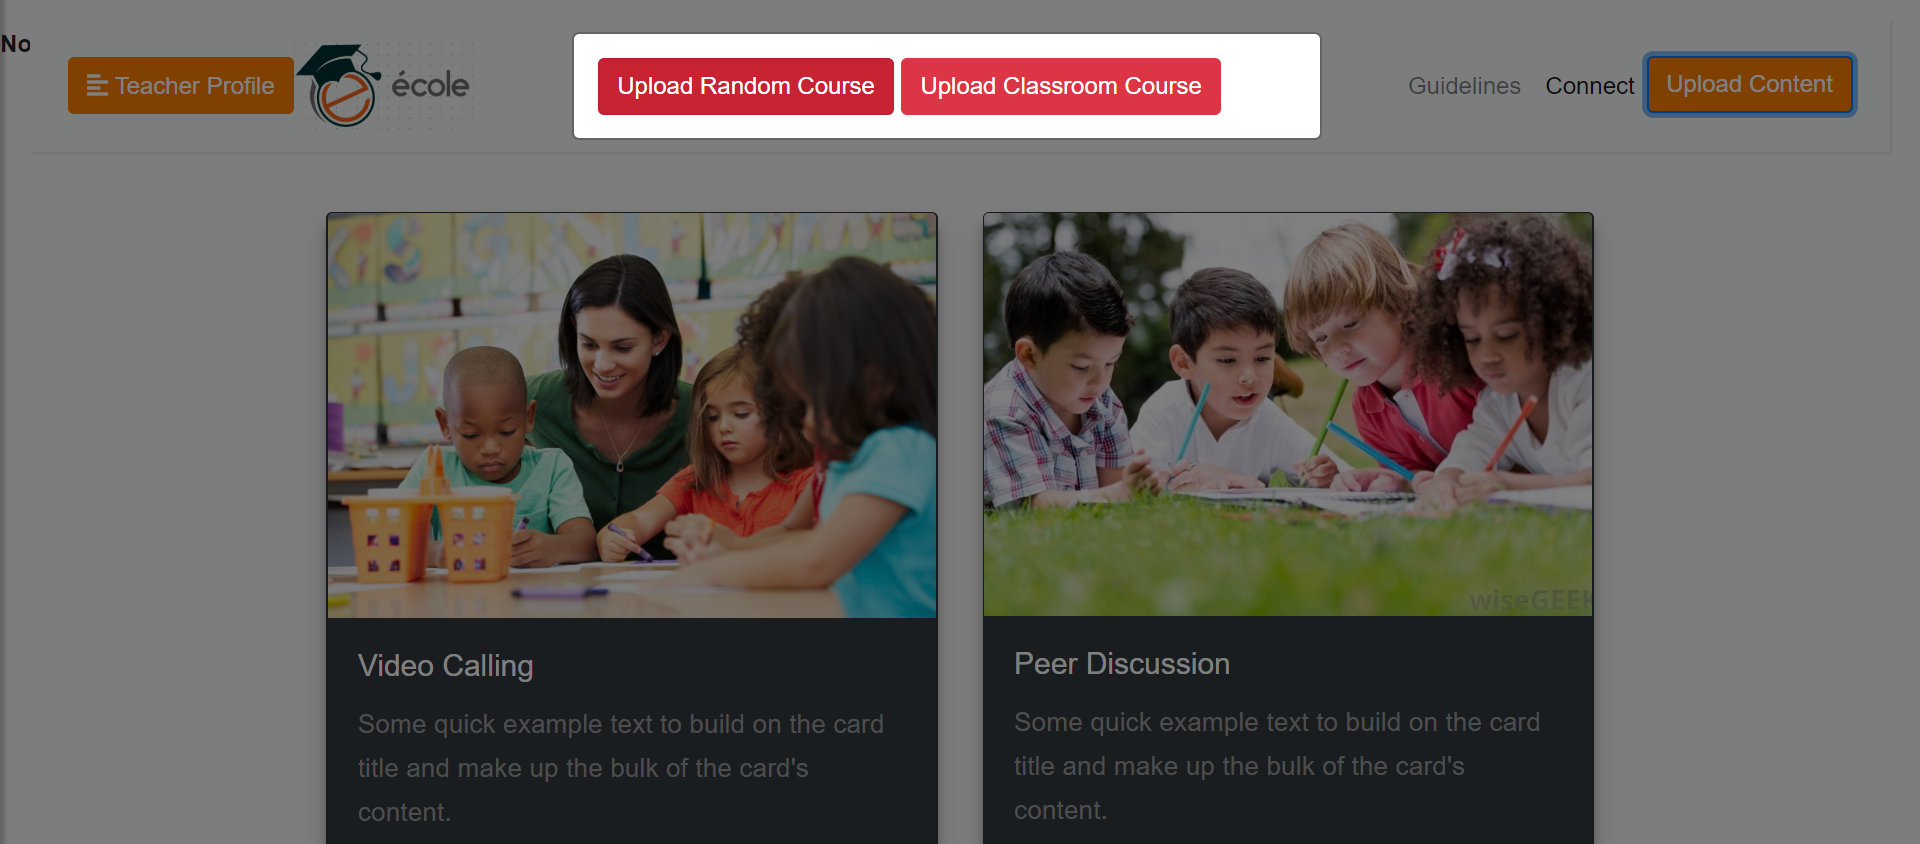 No
Teacher Profile
école
Upload Random Course
Upload Classroom Course
Guidelines
Connect
Upload Content
wiseGEEK
Video Calling
Some quick example text to build on the card
title and make up the bulk of the card's
content.
Peer Discussion
Some quick example text to build on the card
title and make up the bulk of the card's
content.